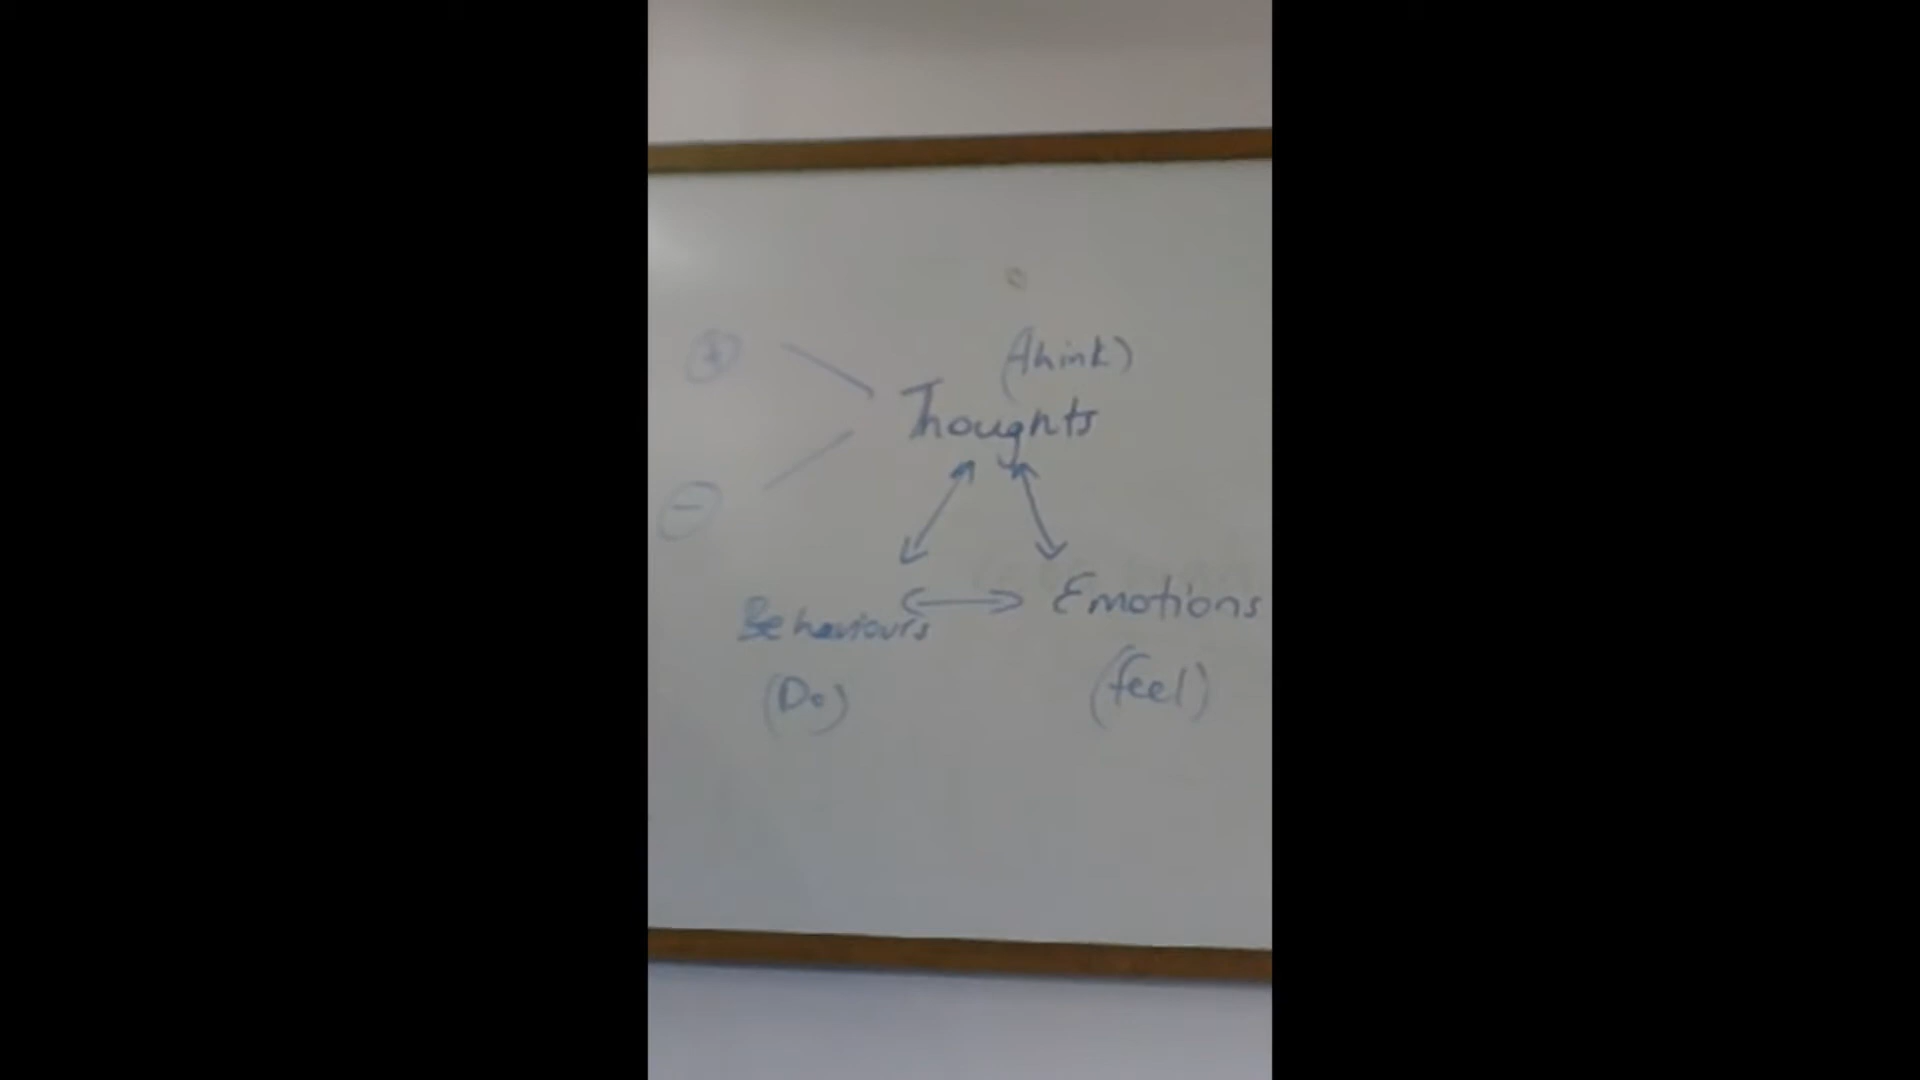 (think)
+
Thoughts
-
Behaviours
Emotions
(Do)
(feel)